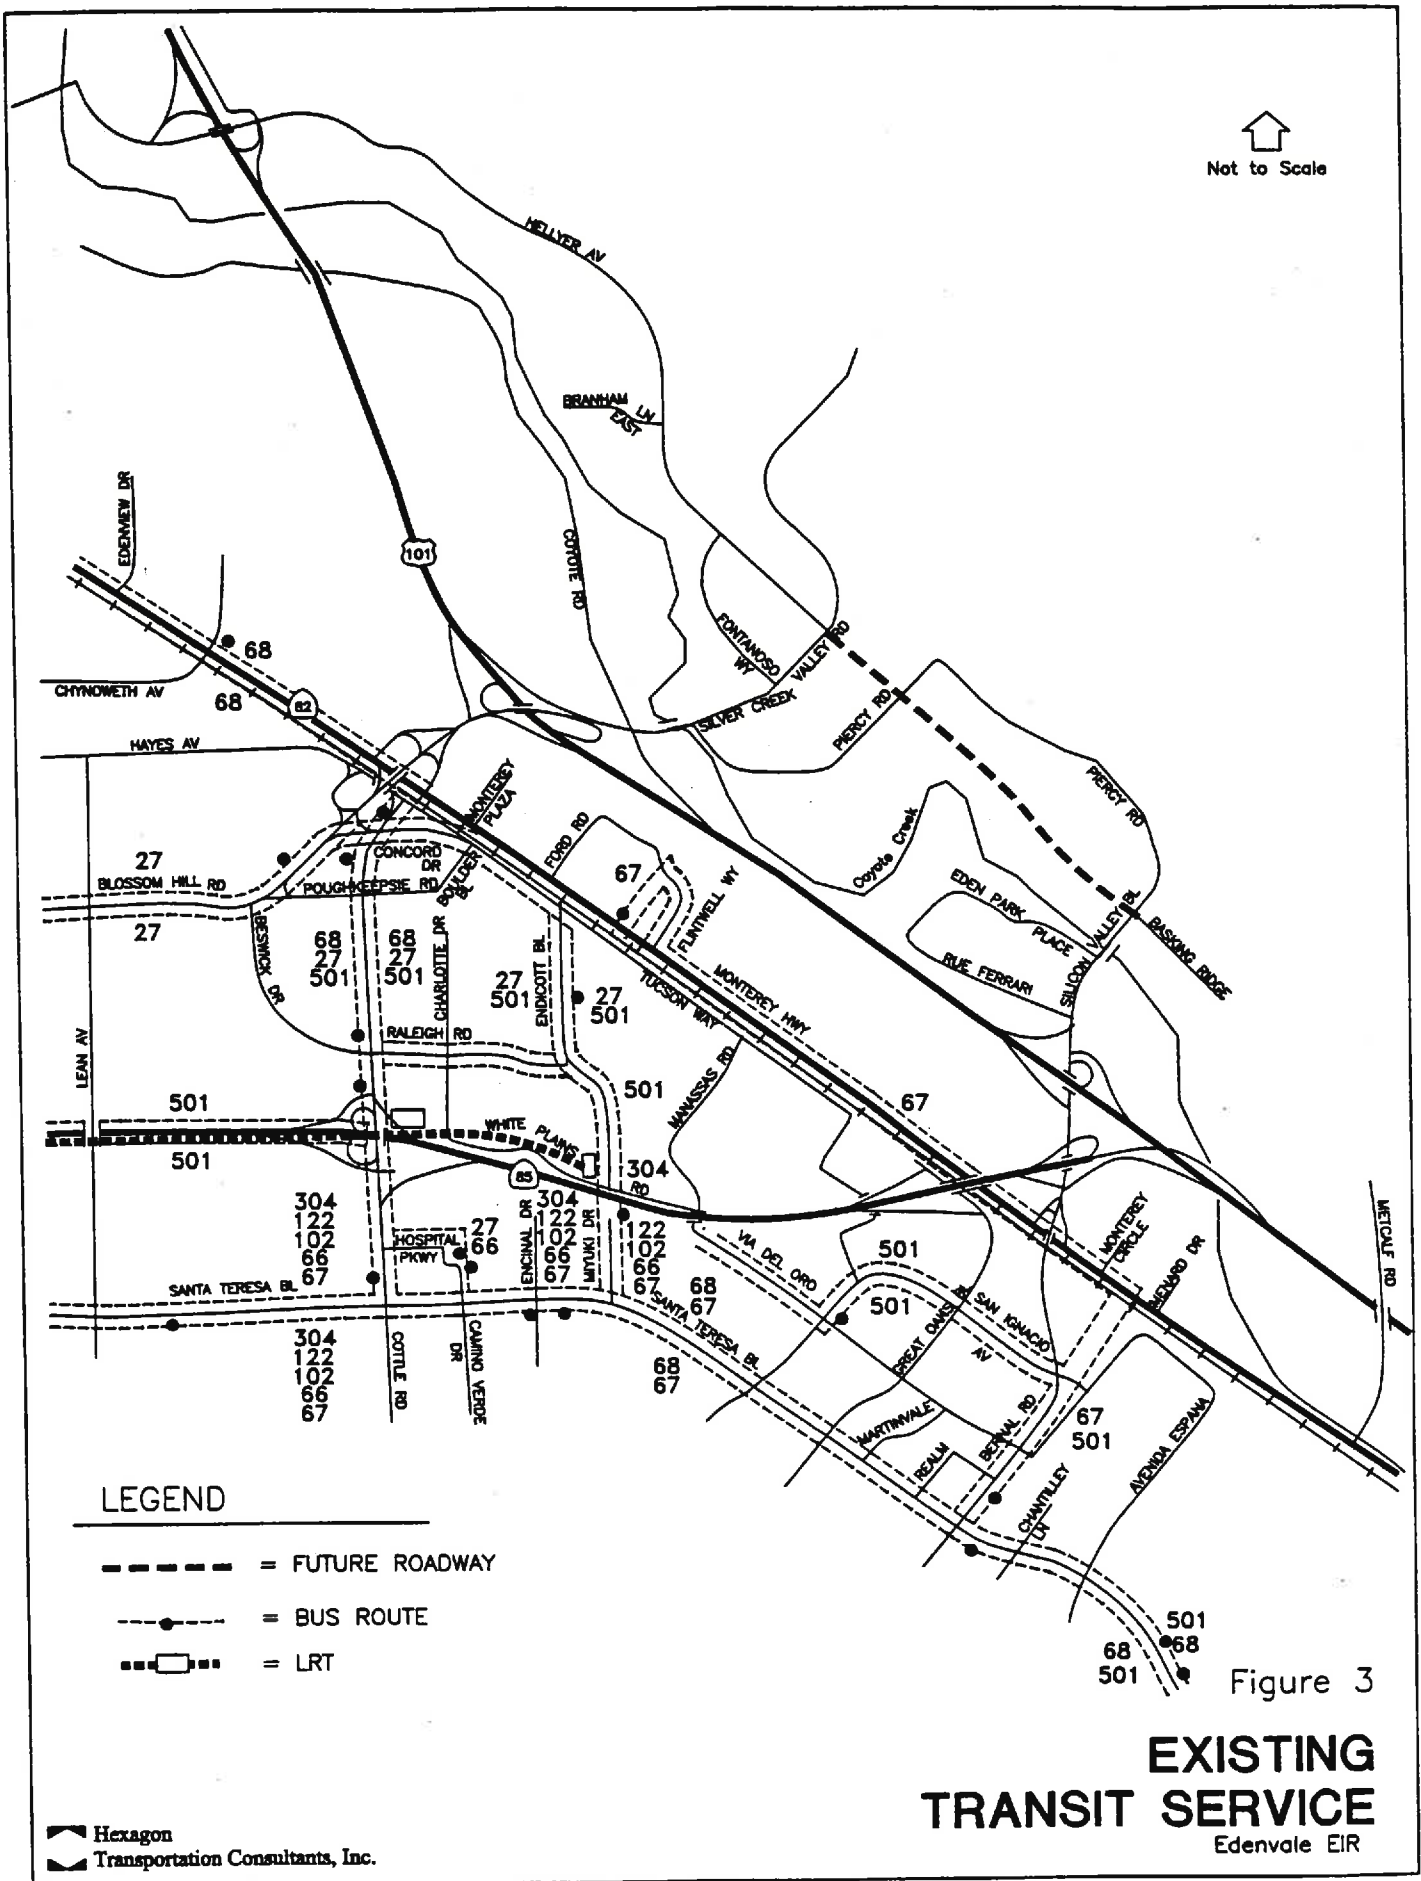 Not to Scale
HELLYER AV
BRANHAM LN
EAST
EDENVIEW DR
101
COYOTE RD
FONTANOSO
WY
SILVER CREEK VALLEY RD
68
CHYNOWETH AV
68
82
PIERCY RD
HAYES AV
PIERCY RD
MONTEREY
PLAZA
FORD RD
Coyote Creek
CONCORD
DR
27
BLOSSOM HILL RD
POUGHKEEPSIE RD
BOULDER
BL
67
FLINTWELL WY
EDEN PARK
PLACE
SILICON VALLEY BL
BASKING RIDGE
27
BESWICK DR
68
27
501
68
27
501
CHARLOTTE DR
27
501
ENDICOTT BL
27
501
TUCSON WAY
MONTEREY HWY
RUE FERRARI
RALEIGH RD
LEAN AV
501
MANASSAS RD
67
501
WHITE PLAINS
RD
501
85
304
304
122
102
66
67
HOSPITAL
PKWY
27
66
ENCINAL DR
304
122
102
66
67
MIYUKI DR
122
102
66
67
VIA DEL ORO
501
MONTEREY
CIRCLE
METCALF RD
MENARD DR
SANTA TERESA BL
68
67
501
SANTA TERESA BL
GREAT OAKS BL
SAN IGNACIO
AV
304
122
102
66
67
COTTLE RD
CAMINO VERDE
DR
68
67
MARTINVALE
REALM
BERNAL RD
67
501
AVENIDA ESPANA
CHANTILLEY
LN
LEGEND
= FUTURE ROADWAY
= BUS ROUTE
= LRT
501
68
68
501
Figure 3
EXISTING
TRANSIT SERVICE
Edenvale EIR
Hexagon
Transportation Consultants, Inc.